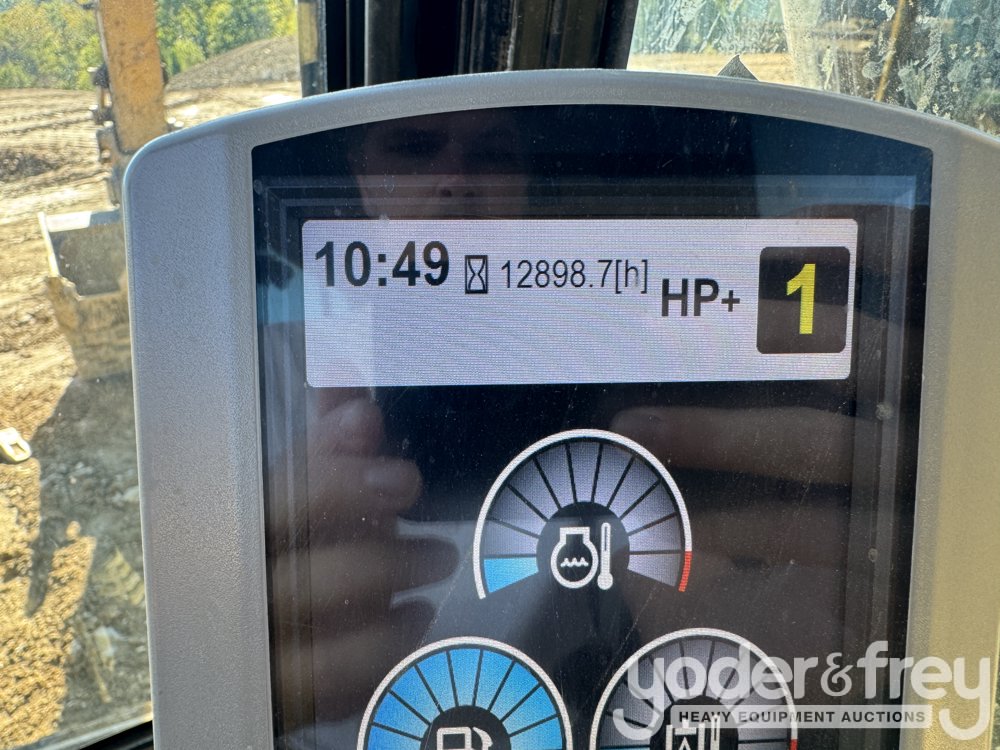 10:49 12898.7[h] HP+ 1
yoder&frey
HEAVY EQUIPMENT AUCTIONS